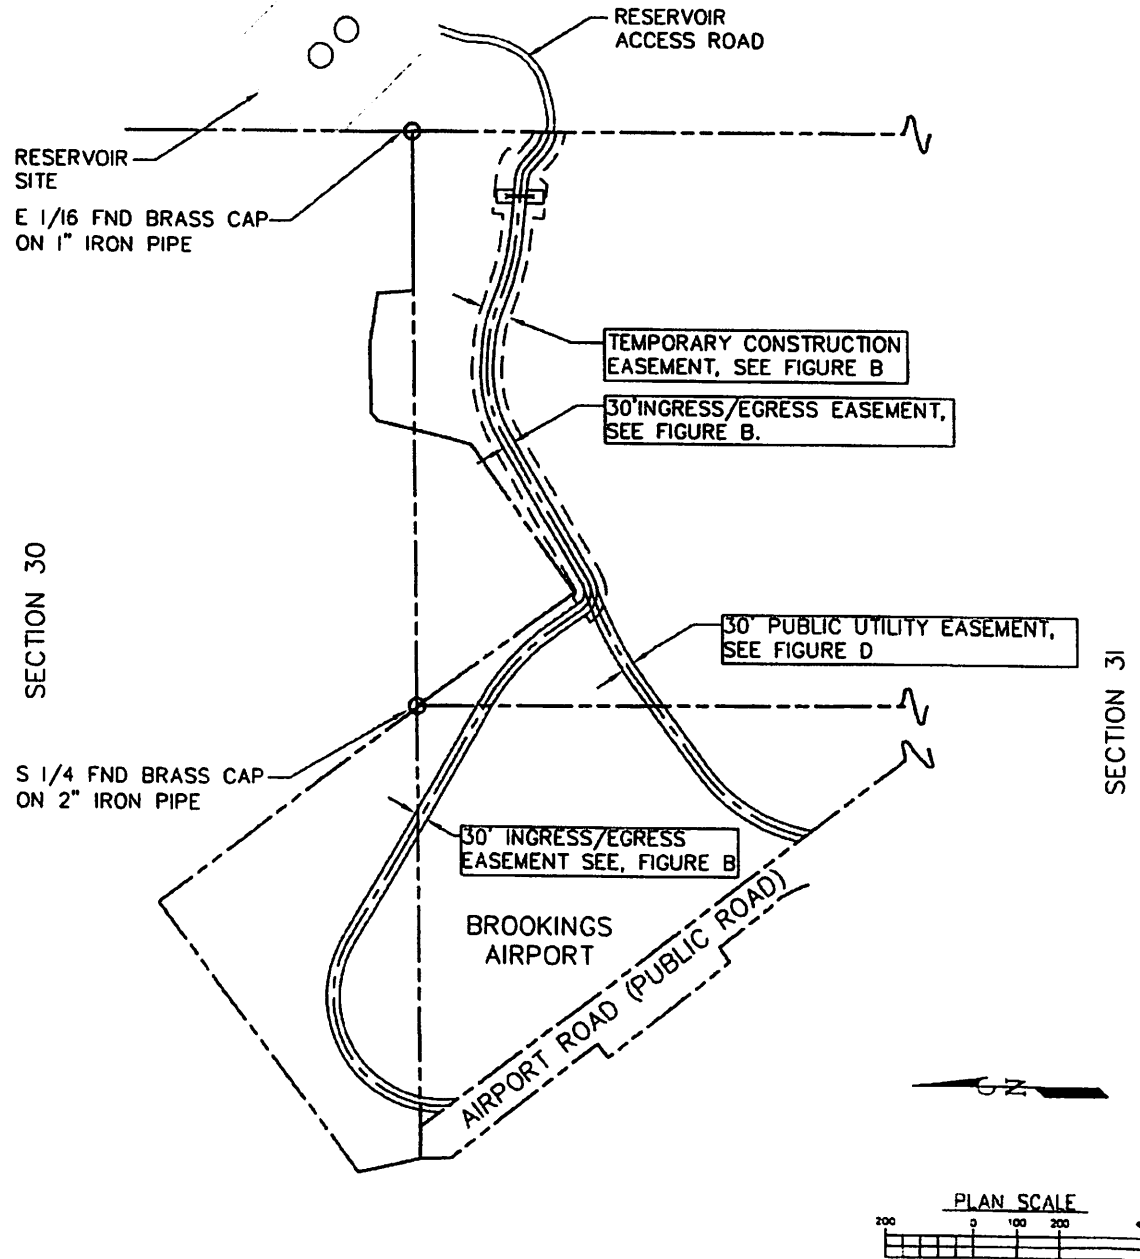 RESERVOIR
ACCESS ROAD
RESERVOIR
SITE
E 1/16 FND BRASS CAP
ON 1" IRON PIPE
TEMPORARY CONSTRUCTION
EASEMENT, SEE FIGURE B
30'INGRESS/EGRESS EASEMENT,
SEE FIGURE B.
SECTION 30
30' PUBLIC UTILITY EASEMENT,
SEE FIGURE D
SECTION 31
S 1/4 FND BRASS CAP
ON 2" IRON PIPE
30' INGRESS/EGRESS
EASEMENT SEE, FIGURE B
BROOKINGS
AIRPORT
AIRPORT ROAD (PUBLIC ROAD)
N
PLAN SCALE
200 0 100 200